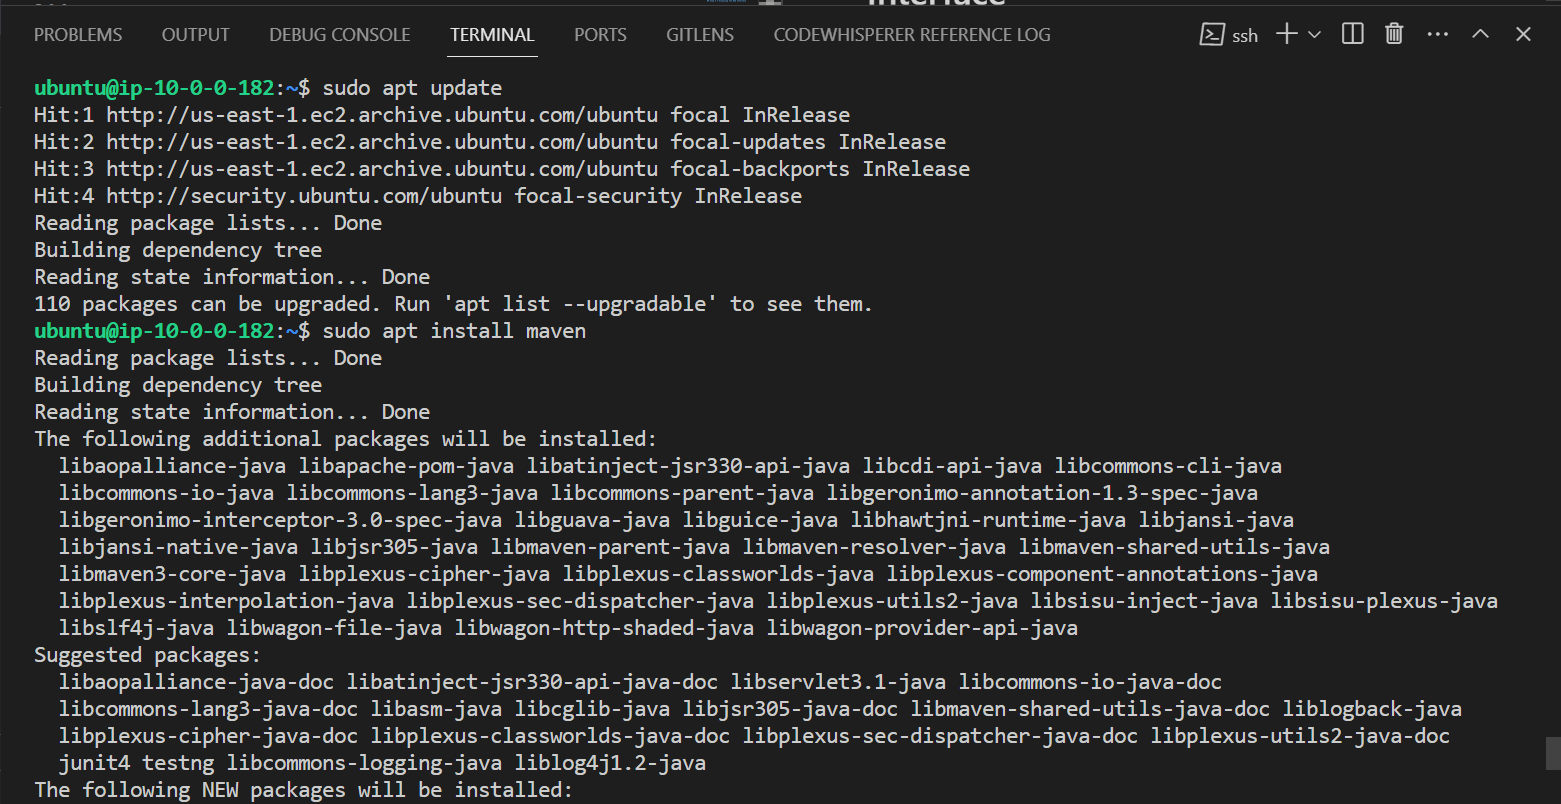 Interface
PROBLEMS OUTPUT DEBUG CONSOLE TERMINAL PORTS GITLENS CODEWHISPERER REFERENCE LOG ssh
ubuntu@ip-10-0-0-182:~$ sudo apt update
Hit:1 http://us-east-1.ec2.archive.ubuntu.com/ubuntu focal InRelease
Hit:2 http://us-east-1.ec2.archive.ubuntu.com/ubuntu focal-updates InRelease
Hit:3 http://us-east-1.ec2.archive.ubuntu.com/ubuntu focal-backports InRelease
Hit:4 http://security.ubuntu.com/ubuntu focal-security InRelease
Reading package lists... Done
Building dependency tree
Reading state information... Done
110 packages can be upgraded. Run 'apt list --upgradable' to see them.
ubuntu@ip-10-0-0-182:~$ sudo apt install maven
Reading package lists... Done
Building dependency tree
Reading state information... Done
The following additional packages will be installed:
  libaopalliance-java libapache-pom-java libatinject-jsr330-api-java libcdi-api-java libcommons-cli-java
  libcommons-io-java libcommons-lang3-java libcommons-parent-java libgeronimo-annotation-1.3-spec-java
  libgeronimo-interceptor-3.0-spec-java libguava-java libguice-java libhawtjni-runtime-java libjansi-java
  libjansi-native-java libjsr305-java libmaven-parent-java libmaven-resolver-java libmaven-shared-utils-java
  libmaven3-core-java libplexus-cipher-java libplexus-classworlds-java libplexus-component-annotations-java
  libplexus-interpolation-java libplexus-sec-dispatcher-java libplexus-utils2-java libsisu-inject-java libsisu-plexus-java
  libslf4j-java libwagon-file-java libwagon-http-shaded-java libwagon-provider-api-java
Suggested packages:
  libaopalliance-java-doc libatinject-jsr330-api-java-doc libservlet3.1-java libcommons-io-java-doc
  libcommons-lang3-java-doc libasm-java libcglib-java libjsr305-java-doc libmaven-shared-utils-java-doc liblogback-java
  libplexus-cipher-java-doc libplexus-classworlds-java-doc libplexus-sec-dispatcher-java-doc libplexus-utils2-java-doc
  junit4 testng libcommons-logging-java liblog4j1.2-java
The following NEW packages will be installed: